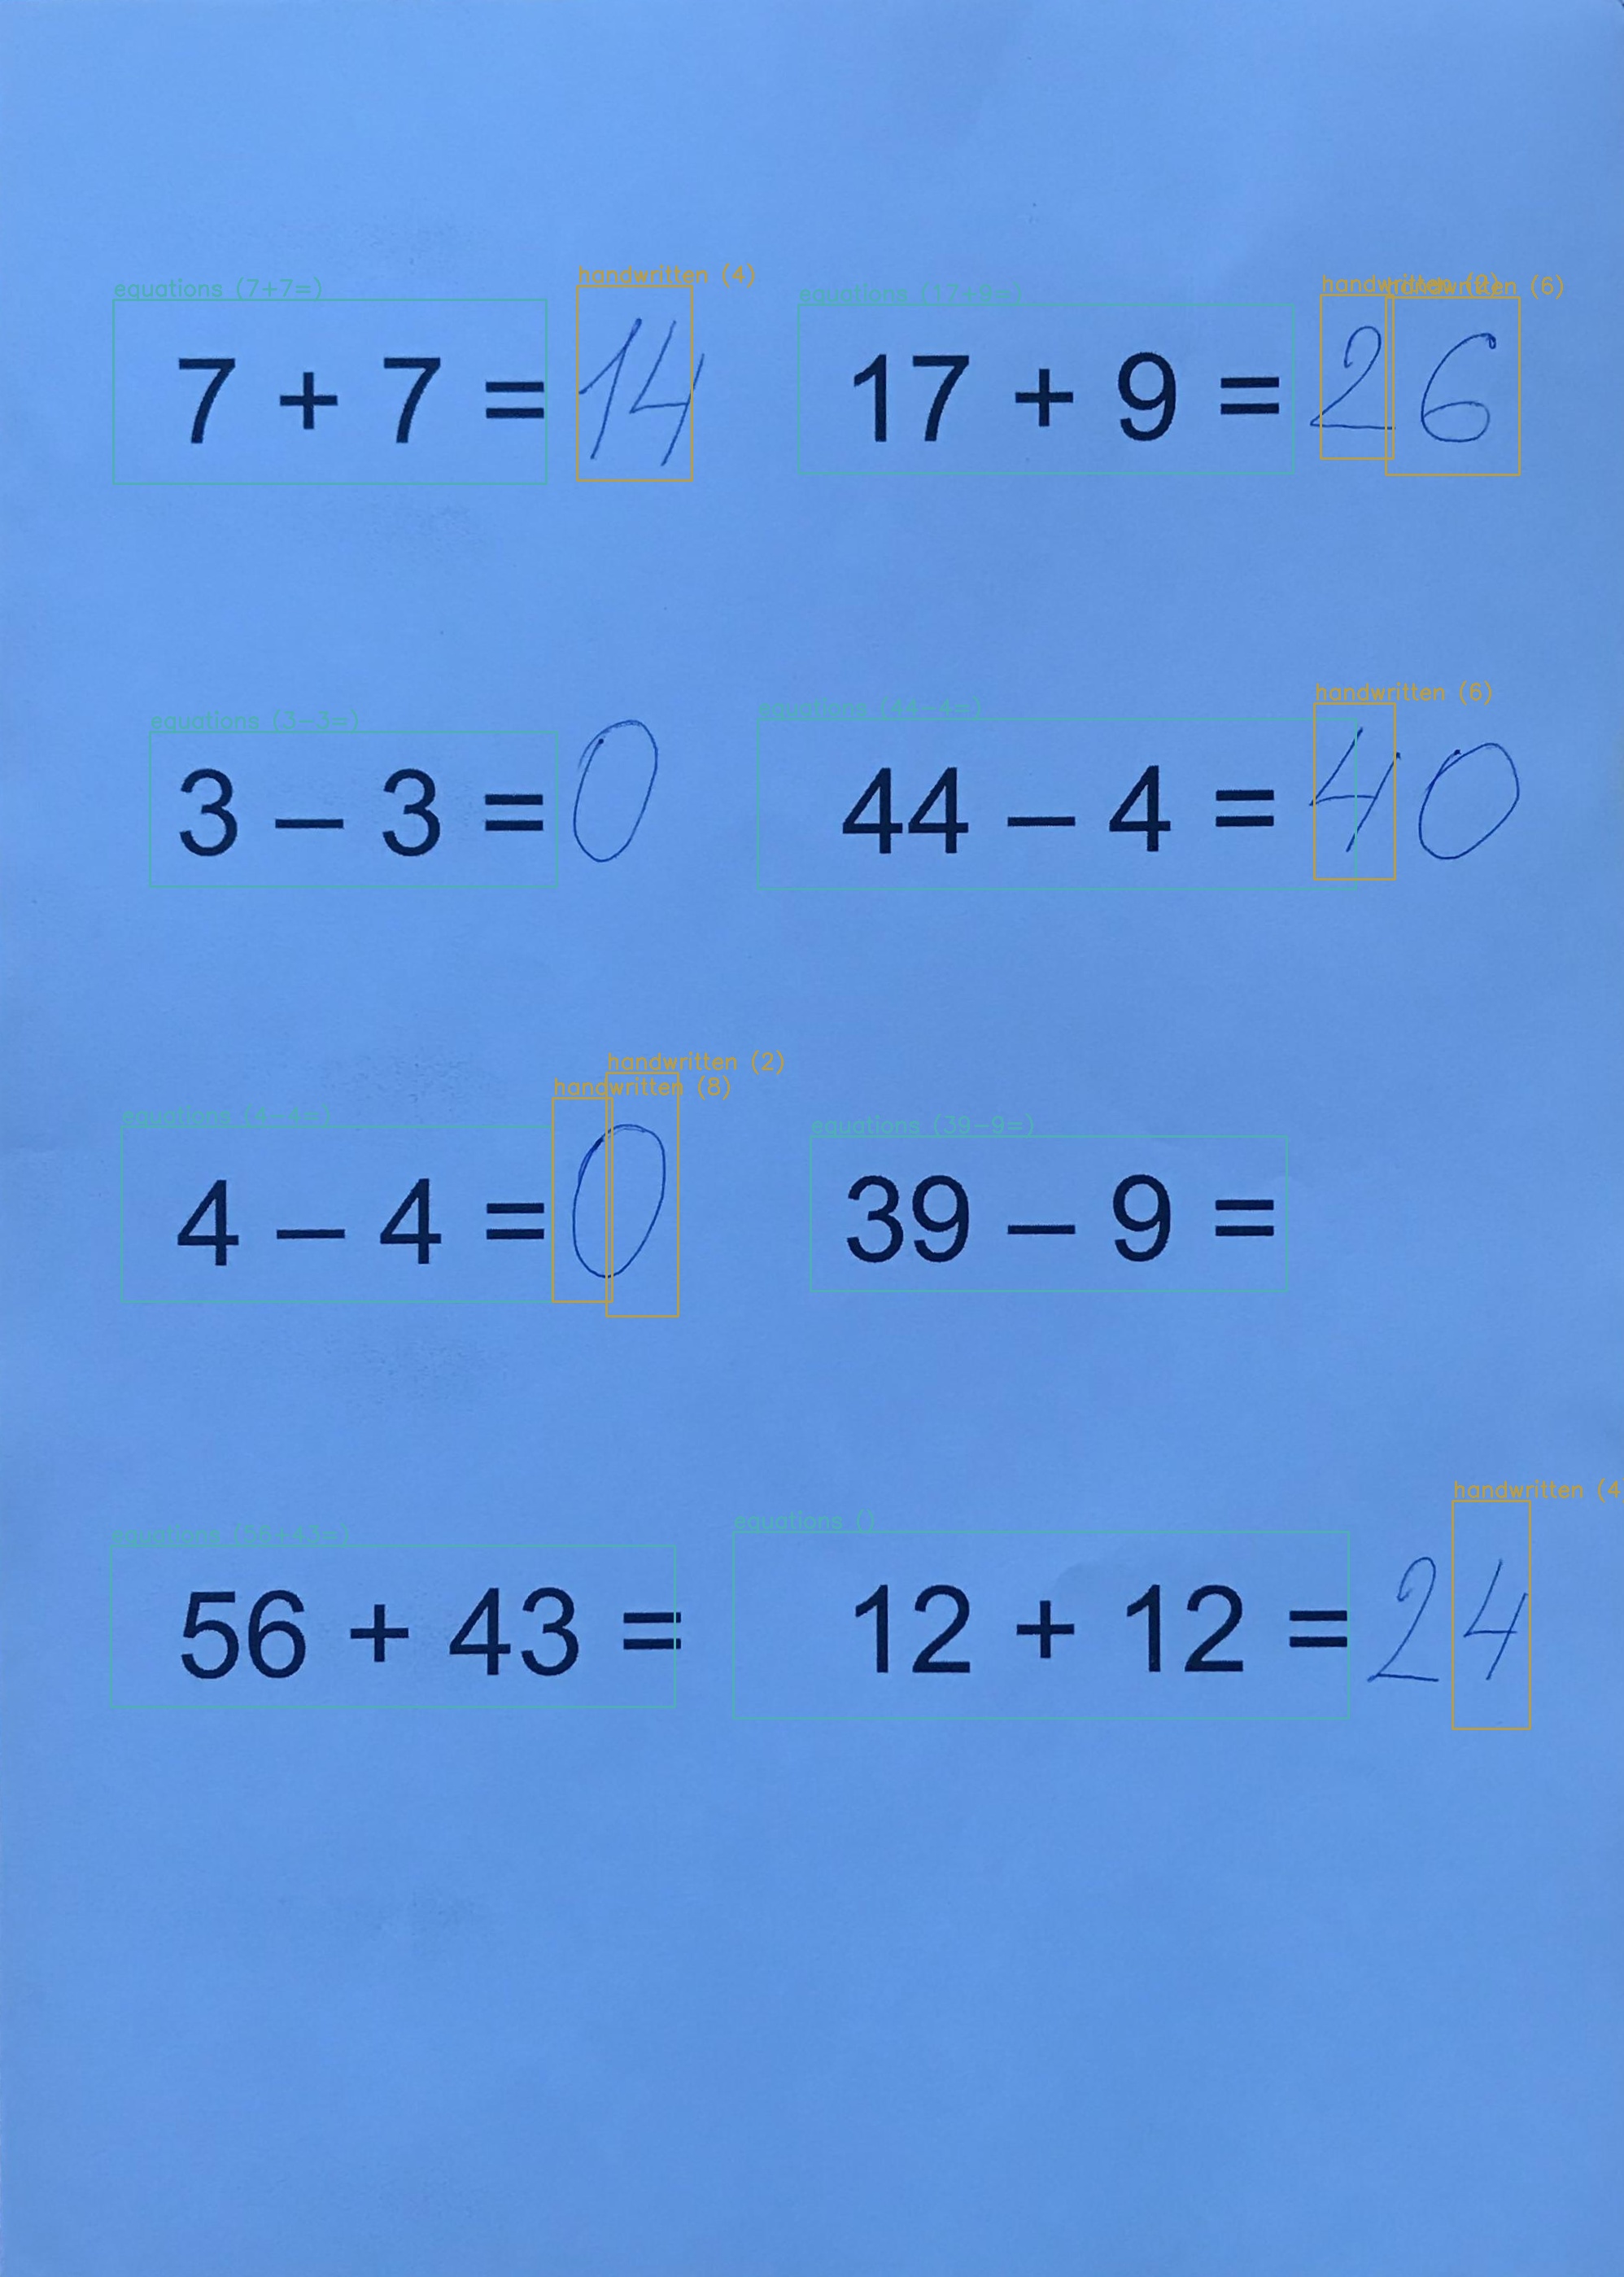 equations (7+7=) handwritten (4) equations (17+9=) handwritten handwritten (6)
7 + 7 = 14 17 + 9 = 26
equations (3-3=) equations (44-4=) handwritten (6)
3 – 3 = 0 44 – 4 = 40
handwritten (2)
handwritten (8)
equations (4-4=) equations (39-9=)
4 – 4 = 0 39 – 9 =
equations (56+43=) equations () handwritten (4
56 + 43 = 12 + 12 = 24